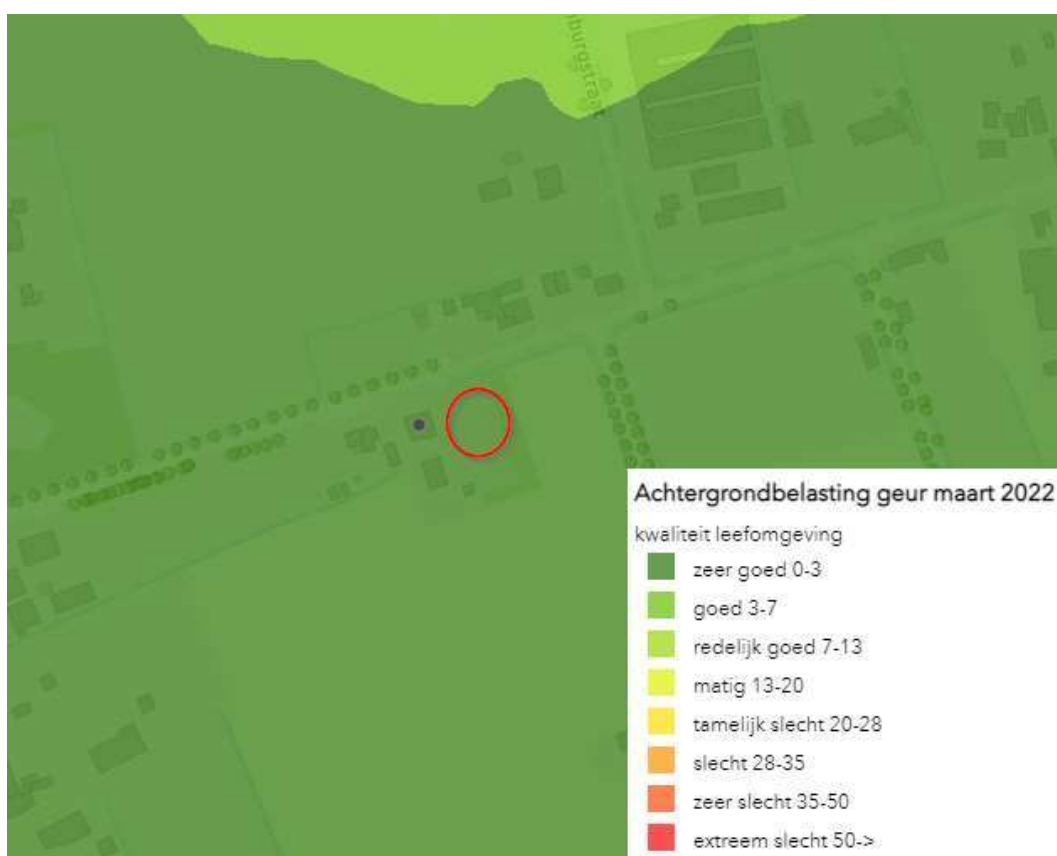 burgstraat
Achtergrondbelasting geur maart 2022
kwaliteit leefomgeving
zeer goed 0-3
goed 3-7
redelijk goed 7-13
matig 13-20
tamelijk slecht 20-28
slecht 28-35
zeer slecht 35-50
extreem slecht 50->